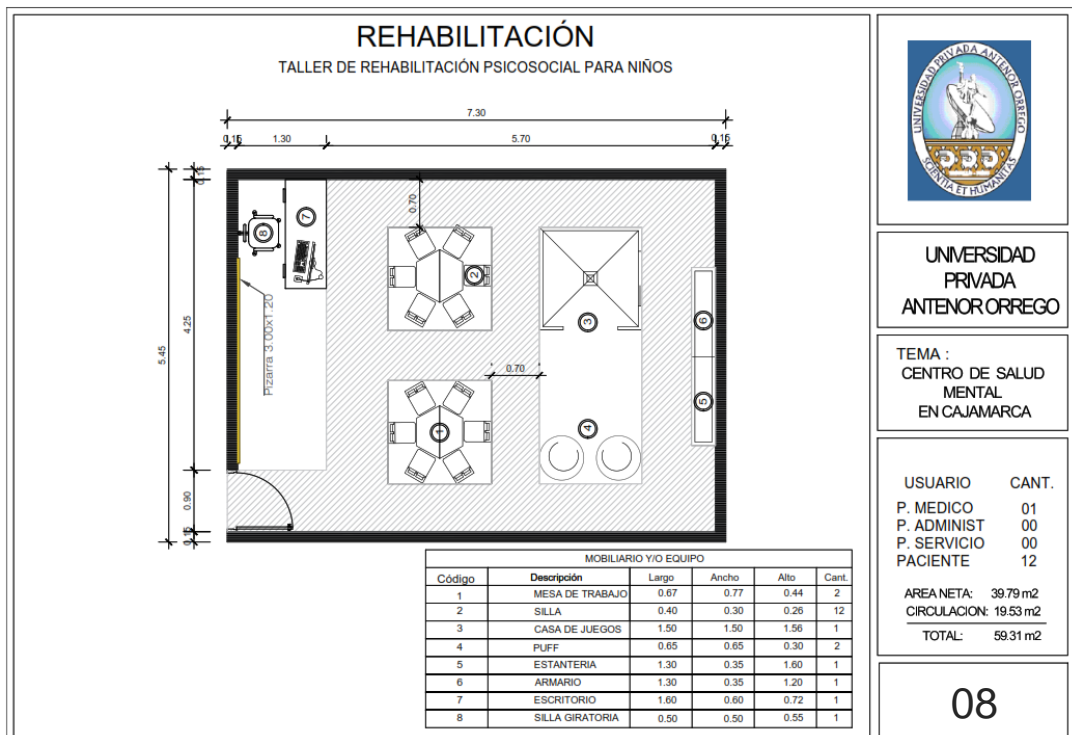 REHABILITACIÓN
TALLER DE REHABILITACIÓN PSICOSOCIAL PARA NIÑOS
7.30
0.15 1.30 5.70 0.15
0.15
4.25
5.45
0.90
0.15
0.70
0.70
Pizarra 3.00x1.20
8
7
2
3
6
5
1
4
MOBILIARIO Y/O EQUIPO
Código Descripción Largo Ancho Alto Cant.
1 MESA DE TRABAJO 0.67 0.77 0.44 2
2 SILLA 0.40 0.30 0.26 12
3 CASA DE JUEGOS 1.50 1.50 1.56 1
4 PUFF 0.65 0.65 0.30 2
5 ESTANTERIA 1.30 0.35 1.60 1
6 ARMARIO 1.30 0.35 1.20 1
7 ESCRITORIO 1.60 0.60 0.72 1
8 SILLA GIRATORIA 0.50 0.50 0.55 1
UNIVERSIDAD PRIVADA ANTENOR ORREGO
SCIENTIA ET HUMANITAS
UNIVERSIDAD
PRIVADA
ANTENOR ORREGO
TEMA :
CENTRO DE SALUD
MENTAL
EN CAJAMARCA
USUARIO CANT.
P. MEDICO 01
P. ADMINIST 00
P. SERVICIO 00
PACIENTE 12
AREA NETA: 39.79 m2
CIRCULACION: 19.53 m2
TOTAL: 59.31 m2
08